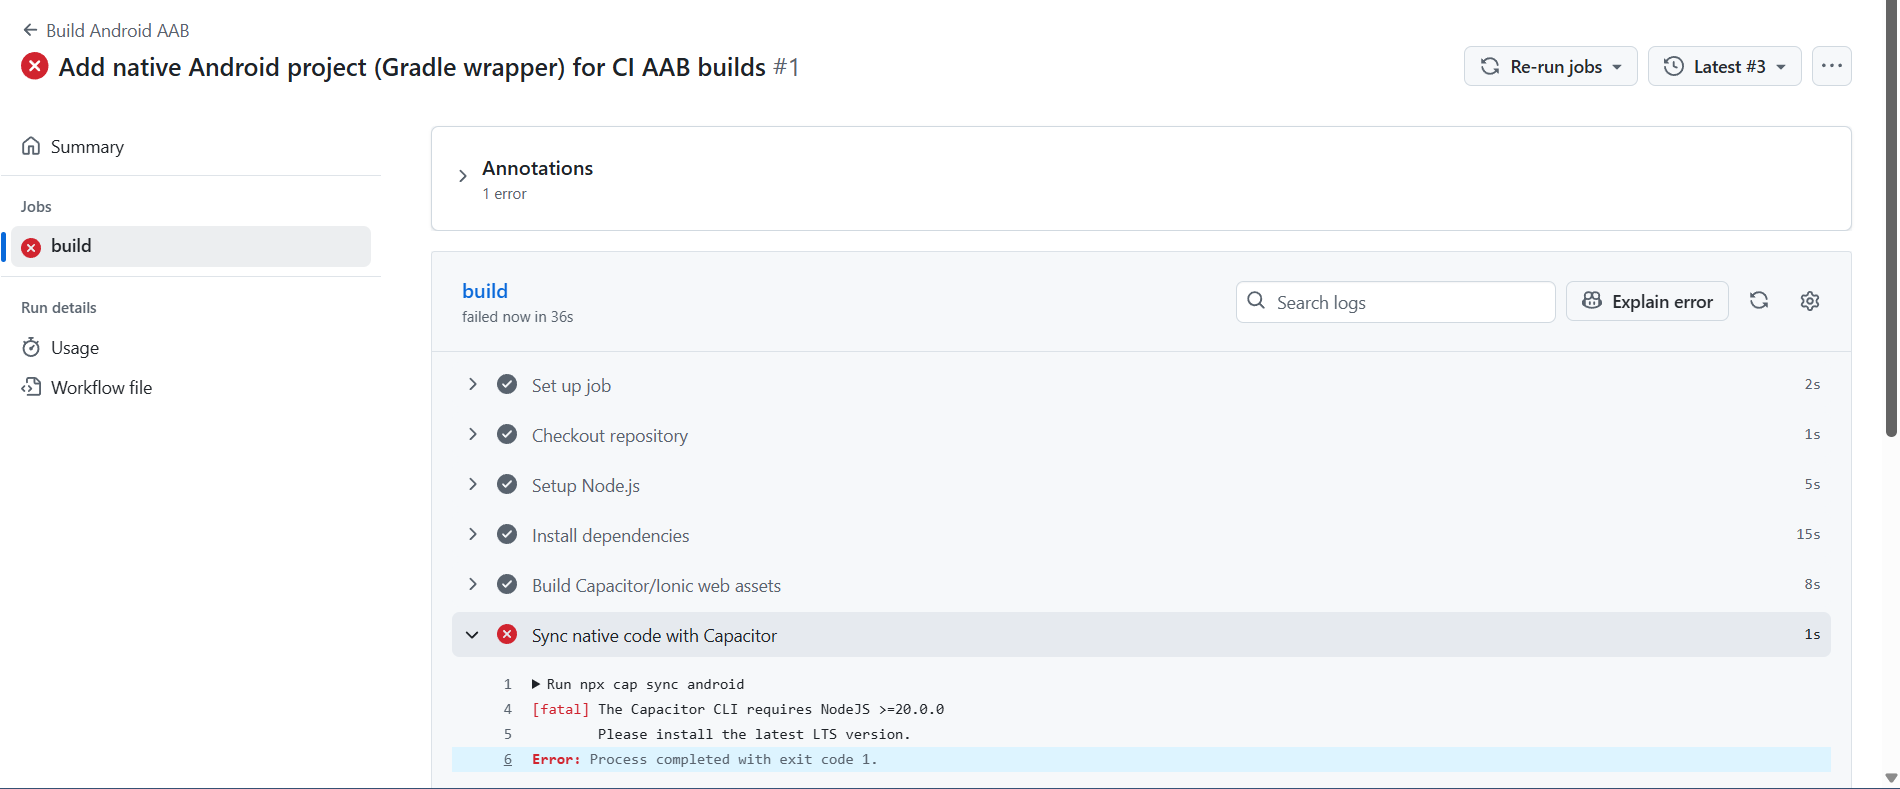 Build Android AAB
Add native Android project (Gradle wrapper) for CI AAB builds #1
Re-run jobs
Latest #3
Summary
Jobs
build
Run details
Usage
Workflow file
Annotations
1 error
build
failed now in 36s
Search logs
Explain error
Set up job 2s
Checkout repository 1s
Setup Node.js 5s
Install dependencies 15s
Build Capacitor/Ionic web assets 8s
Sync native code with Capacitor 1s
1 Run npx cap sync android
4 [fatal] The Capacitor CLI requires NodeJS >=20.0.0
5 Please install the latest LTS version.
6 Error: Process completed with exit code 1.